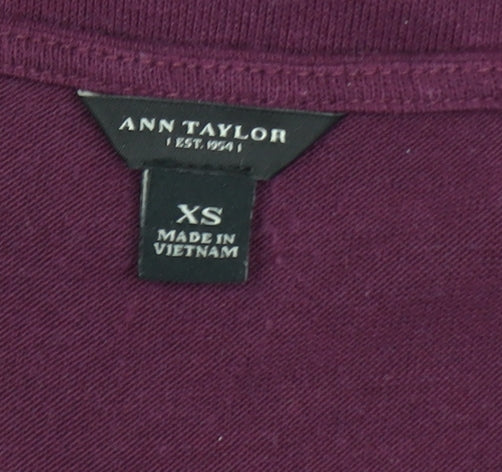 ANN TAYLOR
| EST. 1954 |
XS
MADE IN
VIETNAM